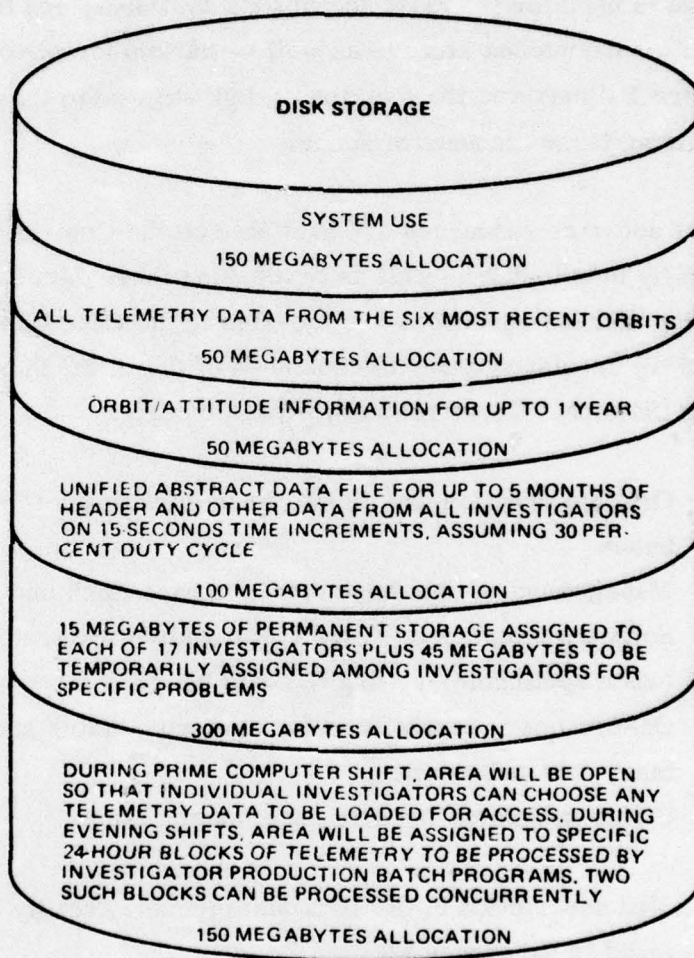 DISK STORAGE
SYSTEM USE
150 MEGABYTES ALLOCATION
ALL TELEMETRY DATA FROM THE SIX MOST RECENT ORBITS
50 MEGABYTES ALLOCATION
ORBIT/ATTITUDE INFORMATION FOR UP TO 1 YEAR
50 MEGABYTES ALLOCATION
UNIFIED ABSTRACT DATA FILE FOR UP TO 5 MONTHS OF
HEADER AND OTHER DATA FROM ALL INVESTIGATORS
ON 15-SECONDS TIME INCREMENTS, ASSUMING 30 PER-
CENT DUTY CYCLE
100 MEGABYTES ALLOCATION
15 MEGABYTES OF PERMANENT STORAGE ASSIGNED TO
EACH OF 17 INVESTIGATORS PLUS 45 MEGABYTES TO BE
TEMPORARILY ASSIGNED AMONG INVESTIGATORS FOR
SPECIFIC PROBLEMS
300 MEGABYTES ALLOCATION
DURING PRIME COMPUTER SHIFT, AREA WILL BE OPEN
SO THAT INDIVIDUAL INVESTIGATORS CAN CHOOSE ANY
TELEMETRY DATA TO BE LOADED FOR ACCESS. DURING
EVENING SHIFTS, AREA WILL BE ASSIGNED TO SPECIFIC
24-HOUR BLOCKS OF TELEMETRY TO BE PROCESSED BY
INVESTIGATOR PRODUCTION BATCH PROGRAMS. TWO
SUCH BLOCKS CAN BE PROCESSED CONCURRENTLY
150 MEGABYTES ALLOCATION